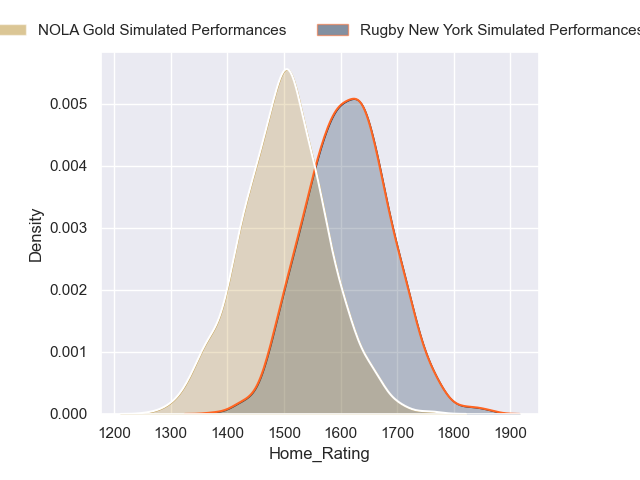 NOLA Gold Simulated Performances Rugby New York Simulated Performances
0.005
0.004
0.003
0.002
0.001
0.000
Density
1200 1300 1400 1500 1600 1700 1800 1900
Home_Rating